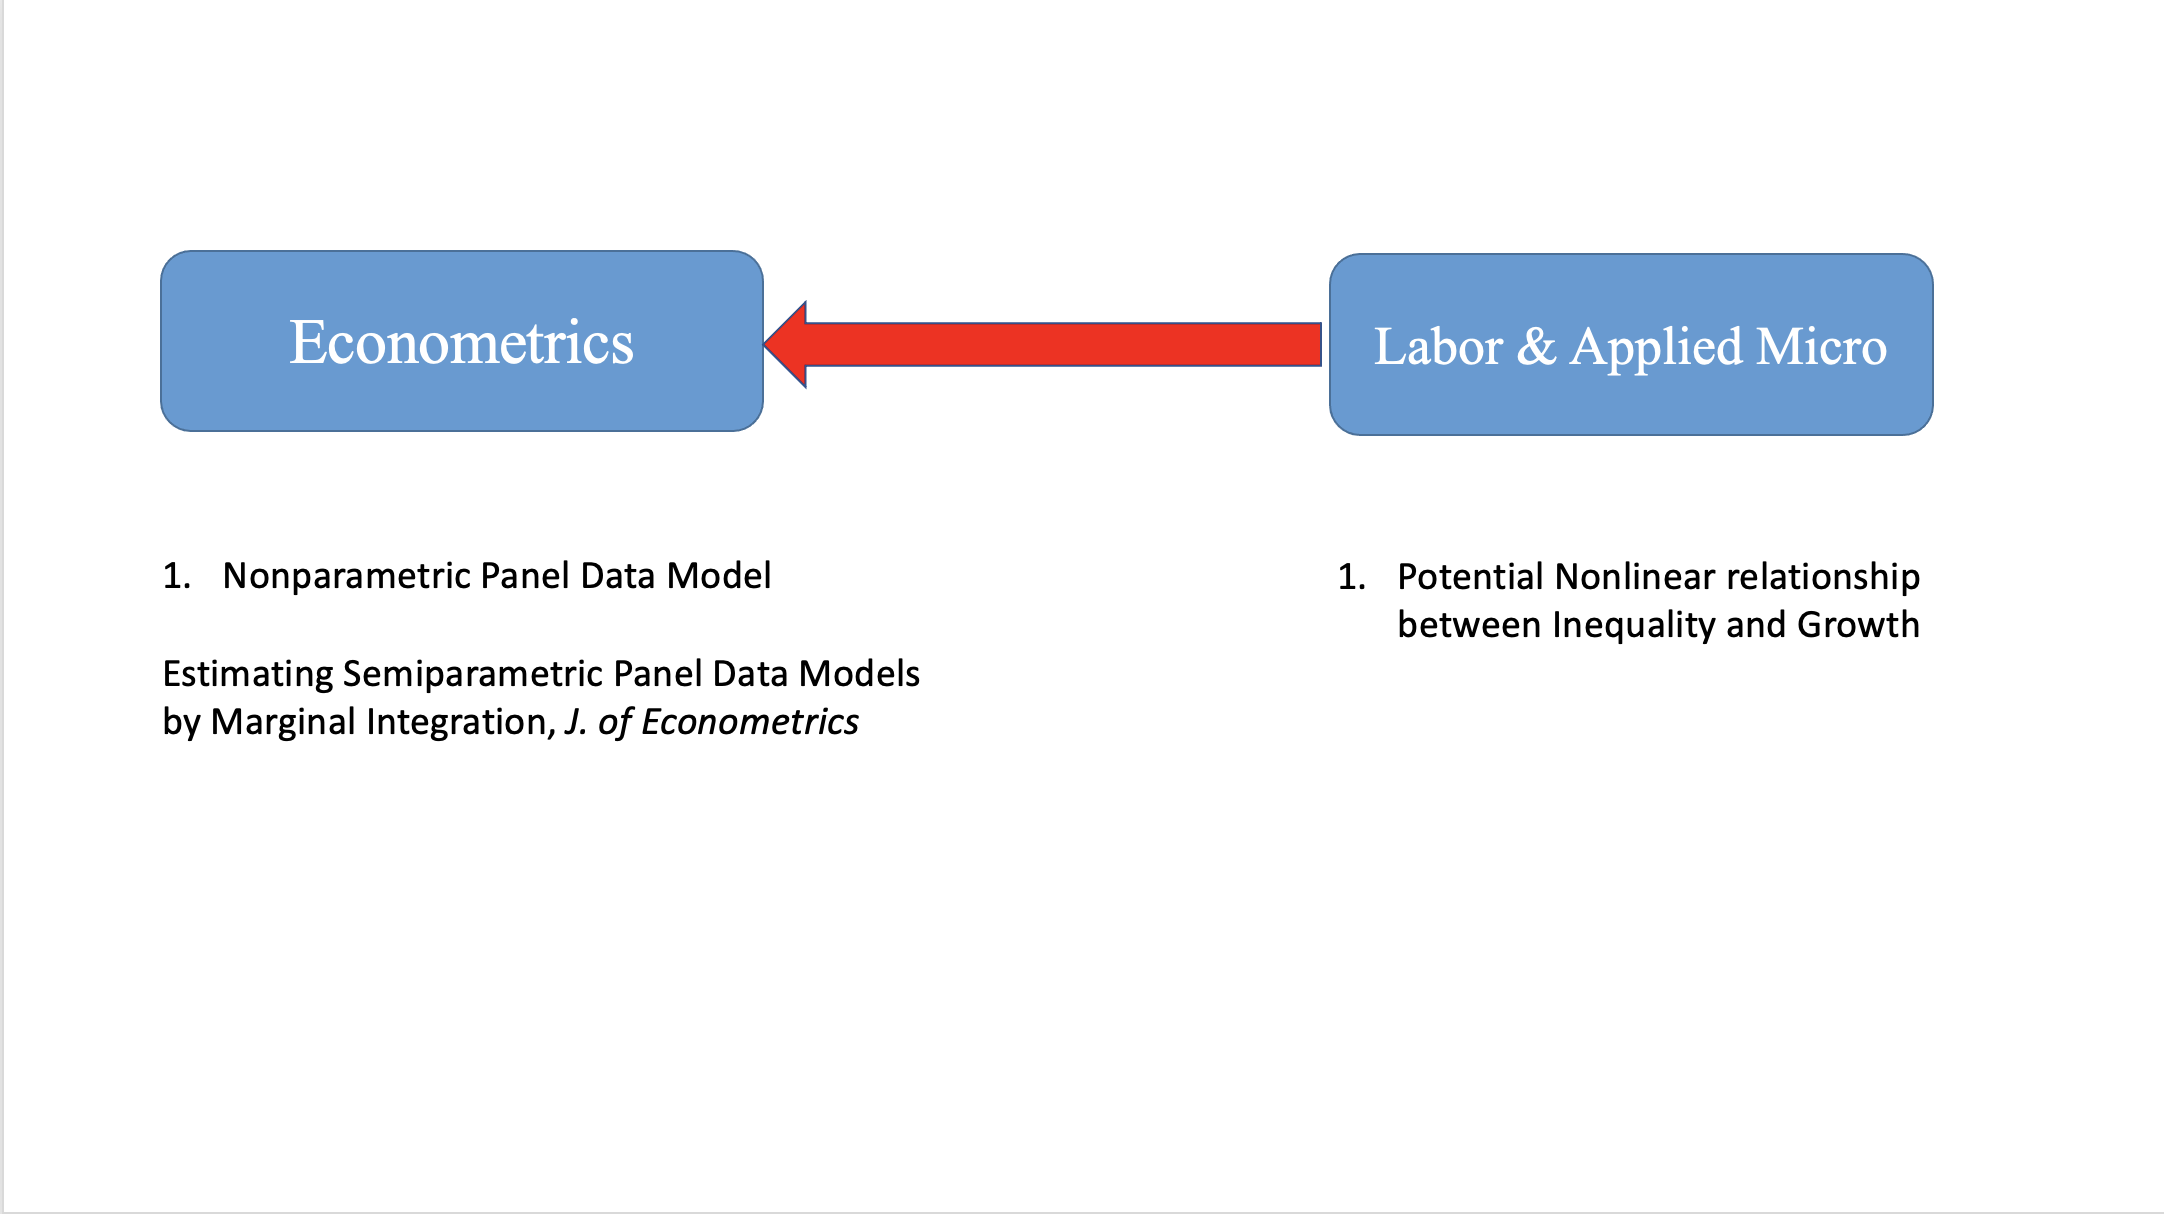 Econometrics
Labor & Applied Micro
1. Nonparametric Panel Data Model
Estimating Semiparametric Panel Data Models
by Marginal Integration, J. of Econometrics
1. Potential Nonlinear relationship
between Inequality and Growth